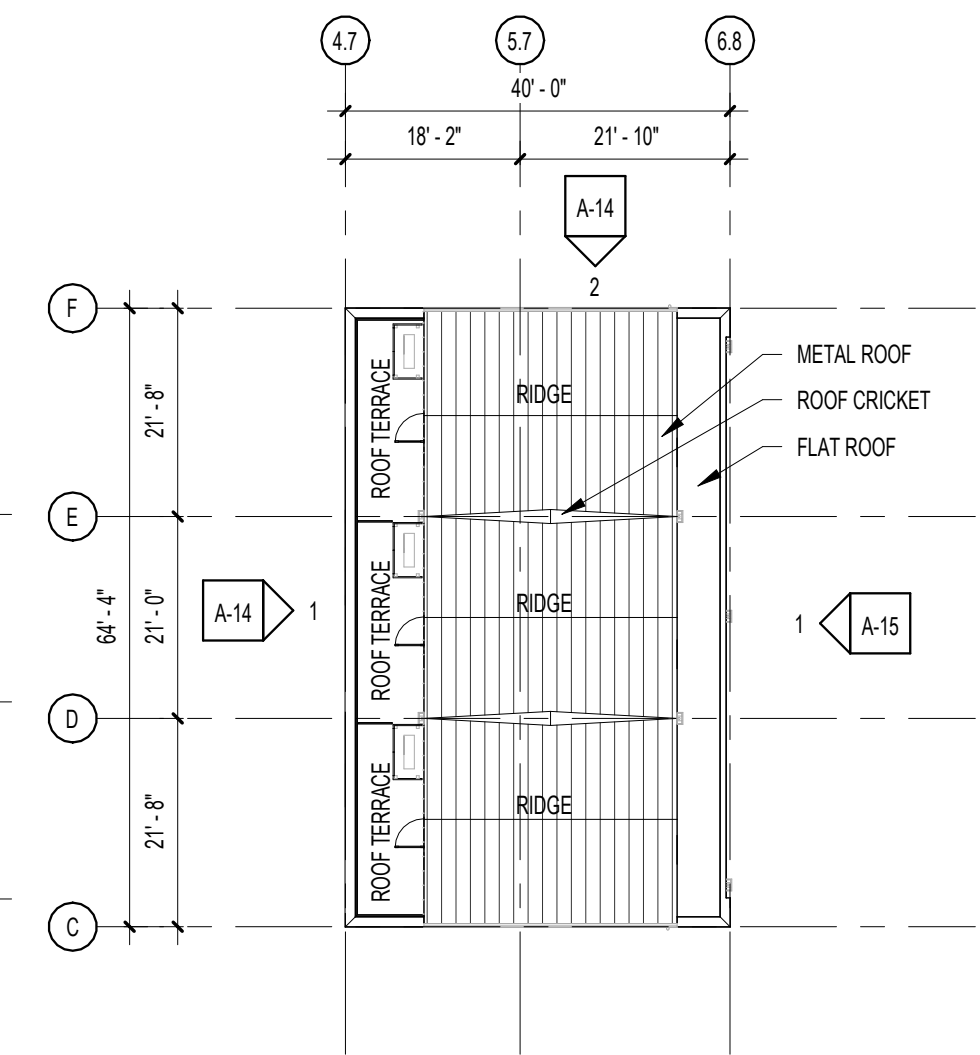 4.7
5.7
6.8
40' - 0"
18' - 2"
21' - 10"
A-14
2
F
METAL ROOF
ROOF TERRACE
RIDGE
21' - 8"
ROOF CRICKET
FLAT ROOF
E
64' - 4"
21' - 0"
A-14
1
ROOF TERRACE
RIDGE
1
A-15
D
21' - 8"
ROOF TERRACE
RIDGE
C